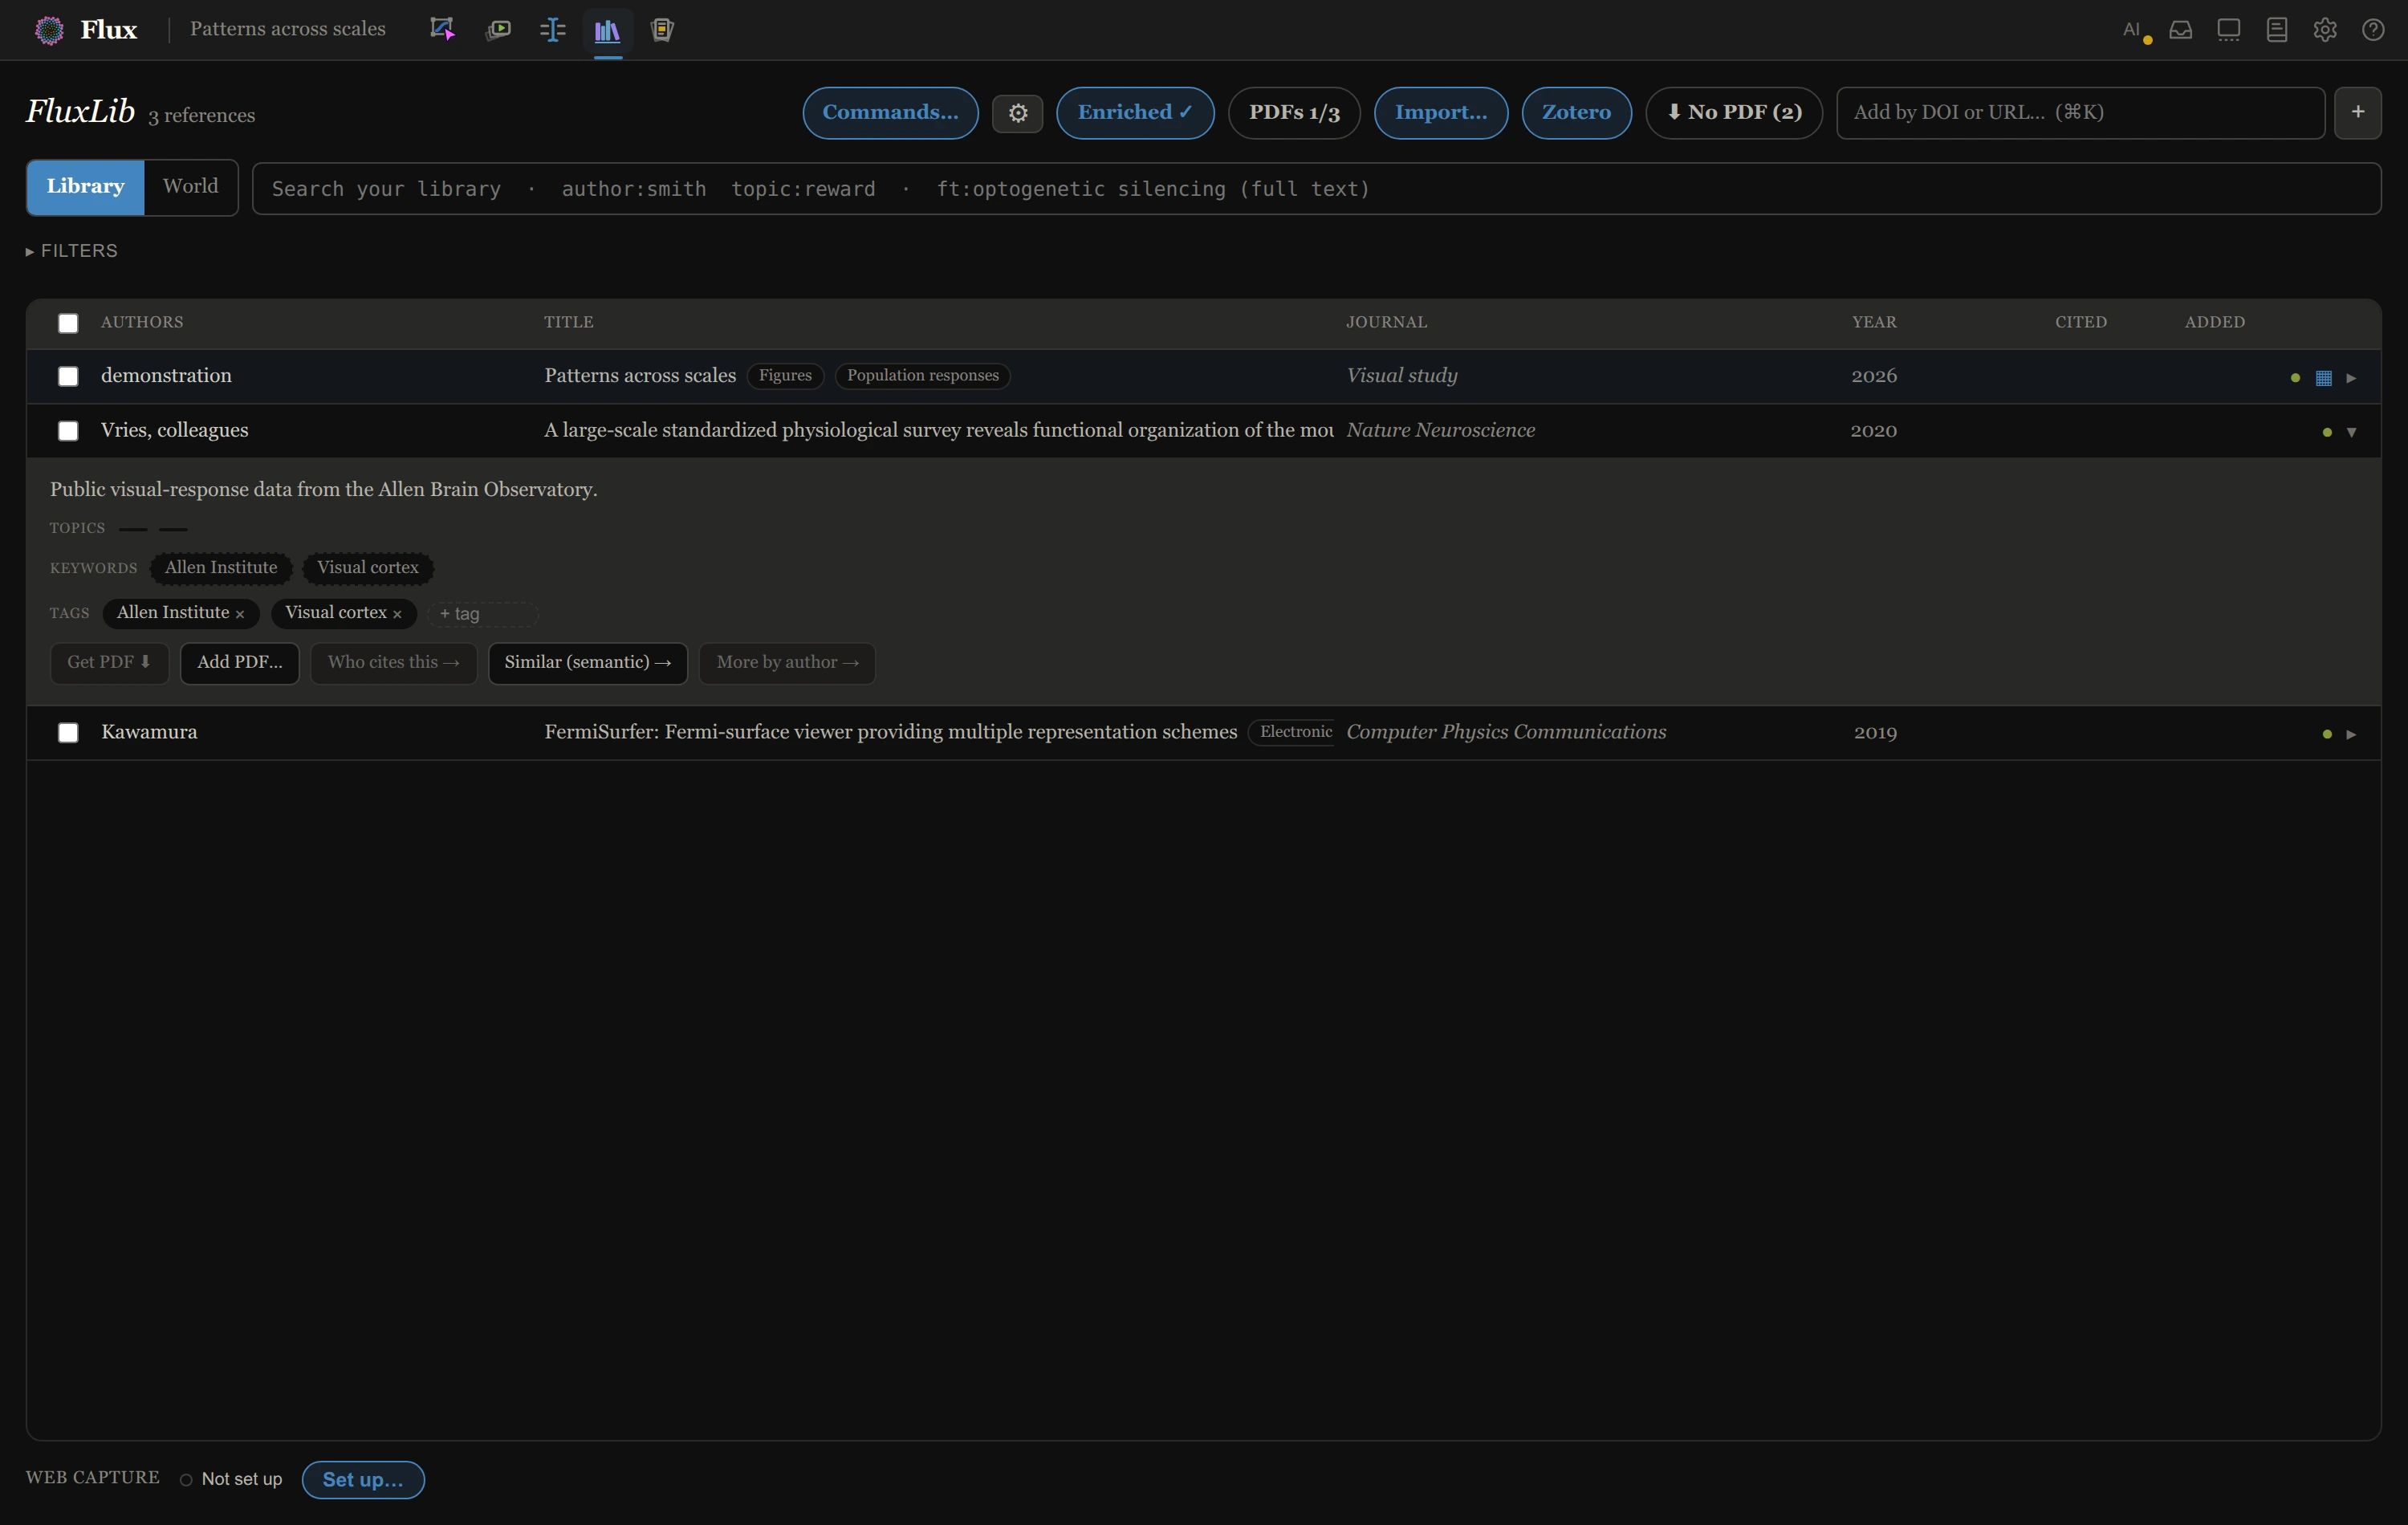 Flux Patterns across scales AI
FluxLib 3 references Commands... Enriched ✓ PDFs 1/3 Import... Zotero ⬇ No PDF (2) Add by DOI or URL... (⌘K) +
Library World Search your library · author:smith topic:reward · ft:optogenetic silencing (full text)
▸ FILTERS
AUTHORS TITLE JOURNAL YEAR CITED ADDED
demonstration Patterns across scales Figures Population responses Visual study 2026
Vries, colleagues A large-scale standardized physiological survey reveals functional organization of the mou Nature Neuroscience 2020
Public visual-response data from the Allen Brain Observatory.
TOPICS
KEYWORDS Allen Institute Visual cortex
TAGS Allen Institute × Visual cortex × + tag
Get PDF ⬇ Add PDF... Who cites this → Similar (semantic) → More by author →
Kawamura FermiSurfer: Fermi-surface viewer providing multiple representation schemes Electronic Computer Physics Communications 2019
WEB CAPTURE Not set up Set up...